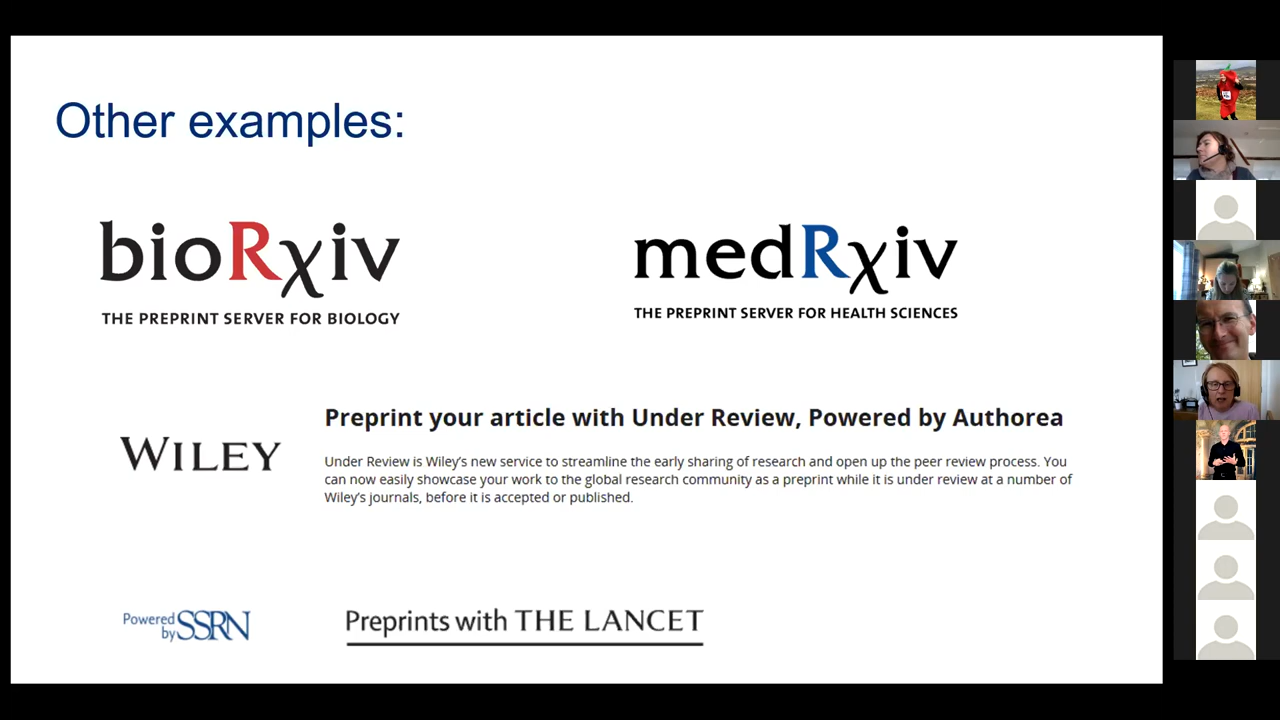 Other examples:
bioRχiv
THE PREPRINT SERVER FOR BIOLOGY
medRχiv
THE PREPRINT SERVER FOR HEALTH SCIENCES
WILEY
Preprint your article with Under Review, Powered by Authorea
Under Review is Wiley’s new service to streamline the early sharing of research and open up the peer review process. You
can now easily showcase your work to the global research community as a preprint while it is under review at a number of
Wiley’s journals, before it is accepted or published.
Powered
by SSRN
Preprints with THE LANCET